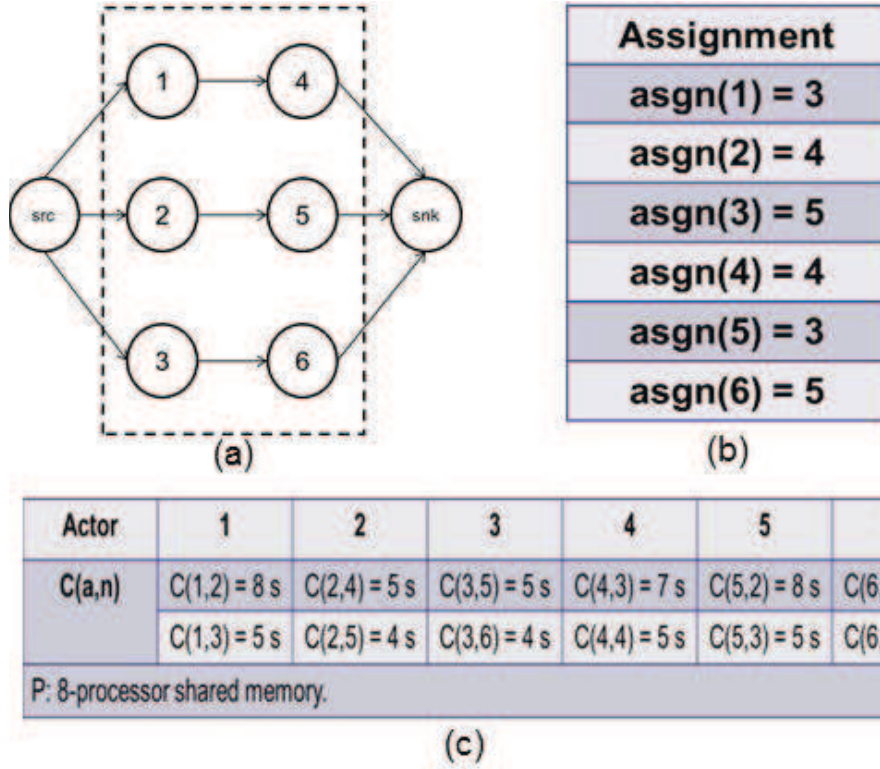 1 4
src 2 5 snk
3 6
(a)
Assignment
asgn(1) = 3
asgn(2) = 4
asgn(3) = 5
asgn(4) = 4
asgn(5) = 3
asgn(6) = 5
(b)
Actor 1 2 3 4 5
C(a,n) C(1,2) = 8 s C(2,4) = 5 s C(3,5) = 5 s C(4,3) = 7 s C(5,2) = 8 s C(6,
C(1,3) = 5 s C(2,5) = 4 s C(3,6) = 4 s C(4,4) = 5 s C(5,3) = 5 s C(6,
P: 8-processor shared memory.
(c)